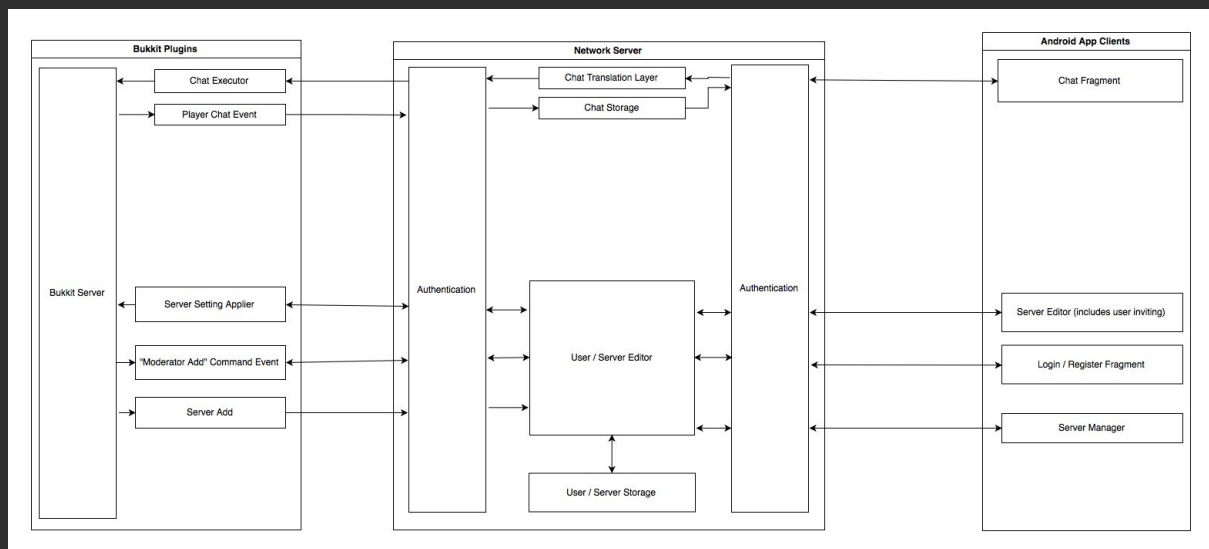 Bukkit Plugins
Bukkit Server
Chat Executor
Player Chat Event
Server Setting Applier
"Moderator Add" Command Event
Server Add
Network Server
Authentication
Chat Translation Layer
Chat Storage
User / Server Editor
User / Server Storage
Authentication
Android App Clients
Chat Fragment
Server Editor (includes user inviting)
Login / Register Fragment
Server Manager